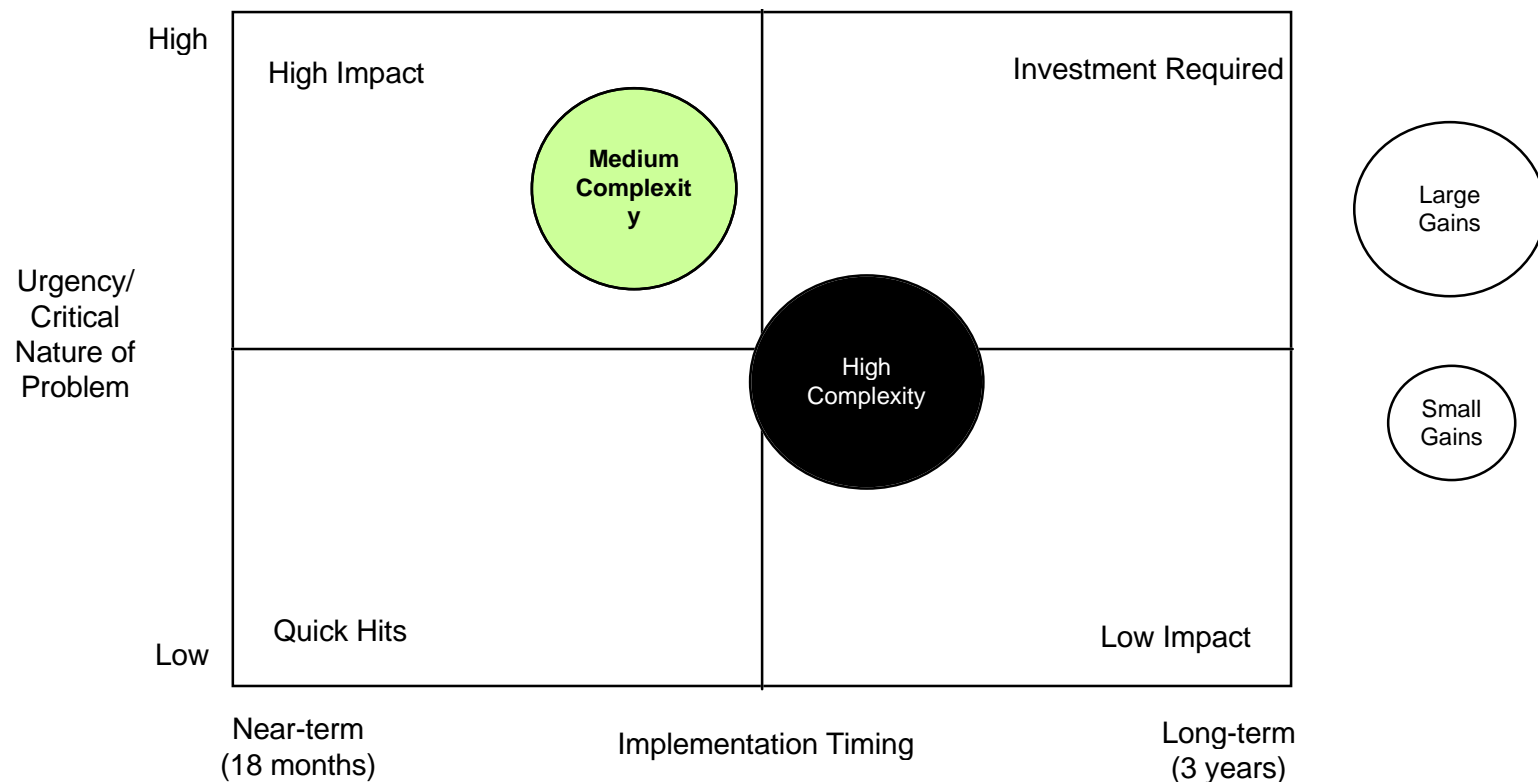 High
High Impact
Investment Required
Medium
Complexit
y
Large
Gains
Urgency/
Critical
Nature of
Problem
High
Complexity
Small
Gains
Quick Hits
Low Impact
Low
Near-term
(18 months)
Implementation Timing
Long-term
(3 years)